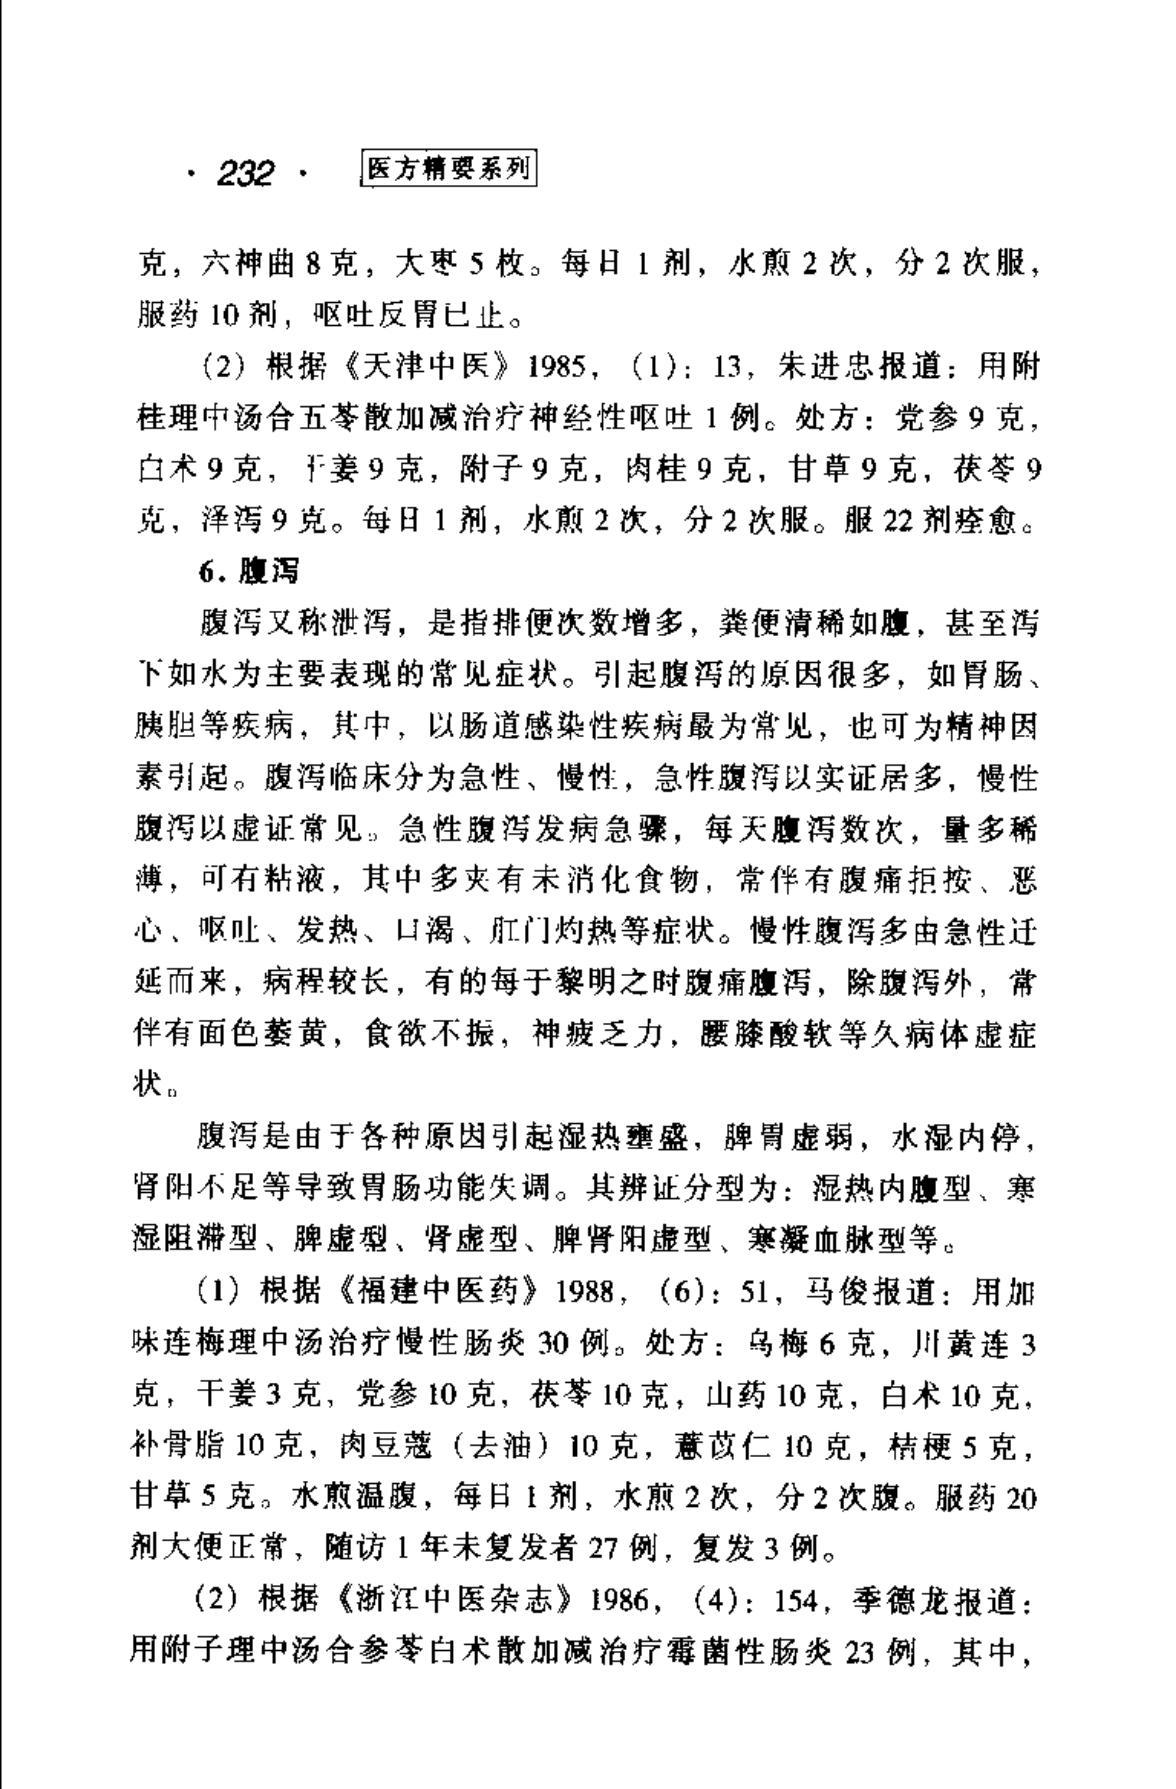 · 232 · 医方精要系列
克，六神曲 8 克，大枣 5 枚。每日 1 剂，水煎 2 次，分 2 次服，
服药 10 剂，呕吐反胃已止。
（2）根据《天津中医》1985，（1）：13，朱进忠报道：用附
桂理中汤合五苓散加减治疗神经性呕吐 1 例。处方：党参 9 克，
白术 9 克，干姜 9 克，附子 9 克，肉桂 9 克，甘草 9 克，茯苓 9
克，泽泻 9 克。每日 1 剂，水煎 2 次，分 2 次服。服 22 剂痊愈。
6. 腹泻
腹泻又称泄泻，是指排便次数增多，粪便清稀如腹，甚至泻
下如水为主要表现的常见症状。引起腹泻的原因很多，如胃肠、
胰胆等疾病，其中，以肠道感染性疾病最为常见，也可为精神因
素引起。腹泻临床分为急性、慢性，急性腹泻以实证居多，慢性
腹泻以虚证常见。急性腹泻发病急骤，每天腹泻数次，量多稀
薄，可有粘液，其中多夹有未消化食物，常伴有腹痛拒按、恶
心、呕吐、发热、口渴、肛门灼热等症状。慢性腹泻多由急性迁
延而来，病程较长，有的每于黎明之时腹痛腹泻，除腹泻外，常
伴有面色萎黄，食欲不振，神疲乏力，腰膝酸软等久病体虚症
状。
腹泻是由于各种原因引起湿热壅盛，脾胃虚弱，水湿内停，
肾阳不足等导致胃肠功能失调。其辨证分型为：湿热内腹型、寒
湿阻滞型、脾虚型、肾虚型、脾肾阳虚型、寒凝血脉型等。
（1）根据《福建中医药》1988，（6）：51，马俊报道：用加
味连梅理中汤治疗慢性肠炎 30 例。处方：乌梅 6 克，川黄连 3
克，干姜 3 克，党参 10 克，茯苓 10 克，山药 10 克，白术 10 克，
补骨脂 10 克，肉豆蔻（去油）10 克，薏苡仁 10 克，桔梗 5 克，
甘草 5 克。水煎温腹，每日 1 剂，水煎 2 次，分 2 次腹。服药 20
剂大便正常，随访 1 年未复发者 27 例，复发 3 例。
（2）根据《浙江中医杂志》1986，（4）：154，季德龙报道：
用附子理中汤合参苓白术散加减治疗霉菌性肠炎 23 例，其中，